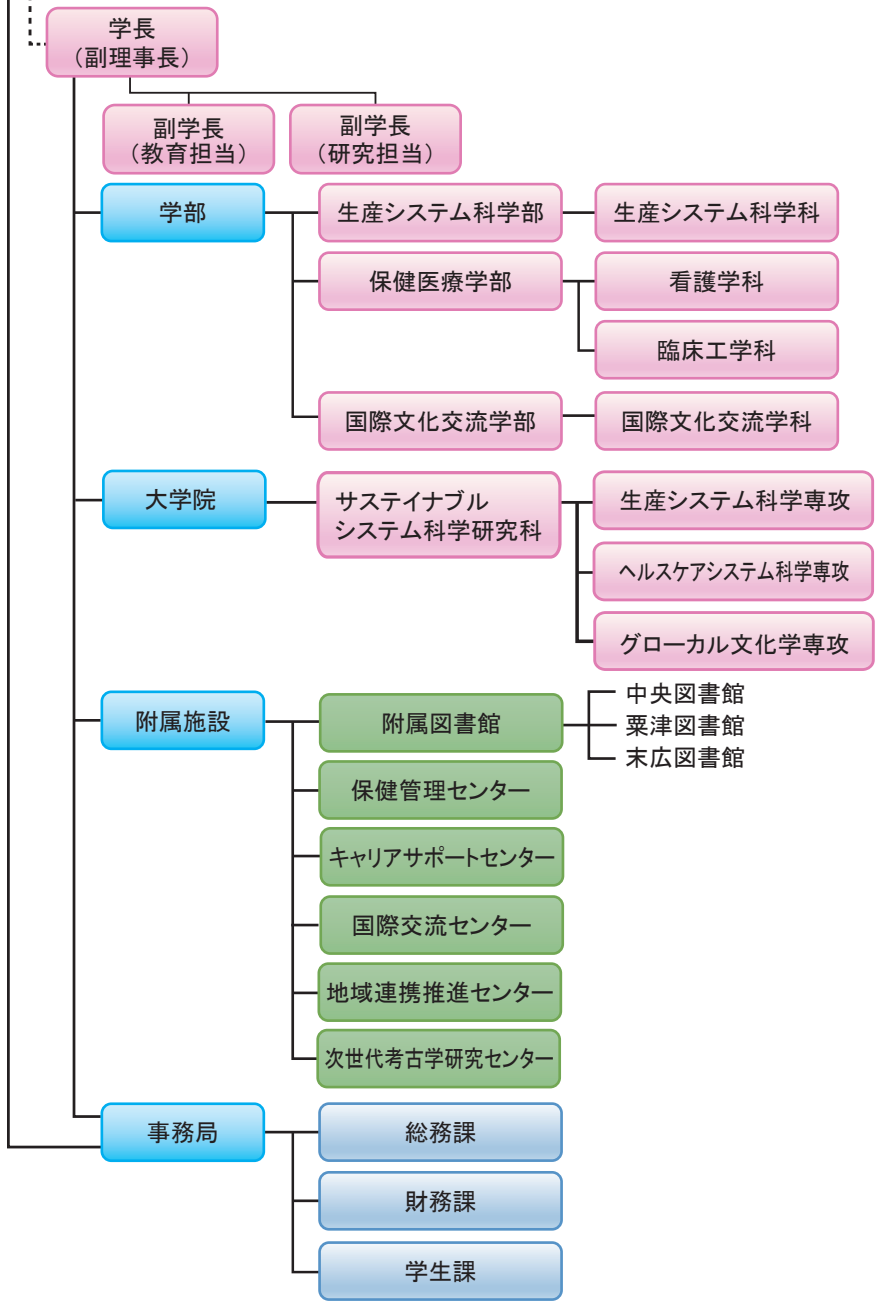 学長
（副理事長）
副学長
（教育担当）
副学長
（研究担当）
学部
生産システム科学部
生産システム科学科
保健医療学部
看護学科
臨床工学科
国際文化交流学部
国際文化交流学科
大学院
サステイナブル
システム科学研究科
生産システム科学専攻
ヘルスケアシステム科学専攻
グローカル文化学専攻
附属施設
附属図書館
中央図書館
粟津図書館
末広図書館
保健管理センター
キャリアサポートセンター
国際交流センター
地域連携推進センター
次世代考古学研究センター
事務局
総務課
財務課
学生課